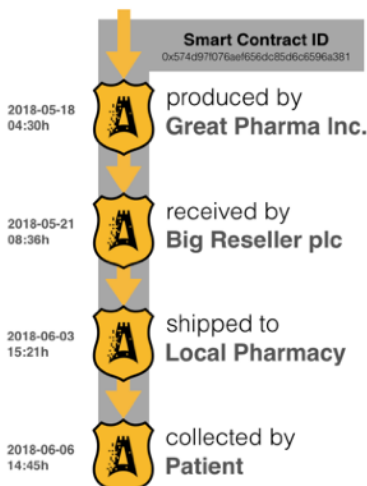 Smart Contract ID
0x574d97f076aef656dc85d6c6596a381
2018-05-18
04:30h
produced by
Great Pharma Inc.
2018-05-21
08:36h
received by
Big Reseller plc
2018-06-03
15:21h
shipped to
Local Pharmacy
2018-06-06
14:45h
collected by
Patient